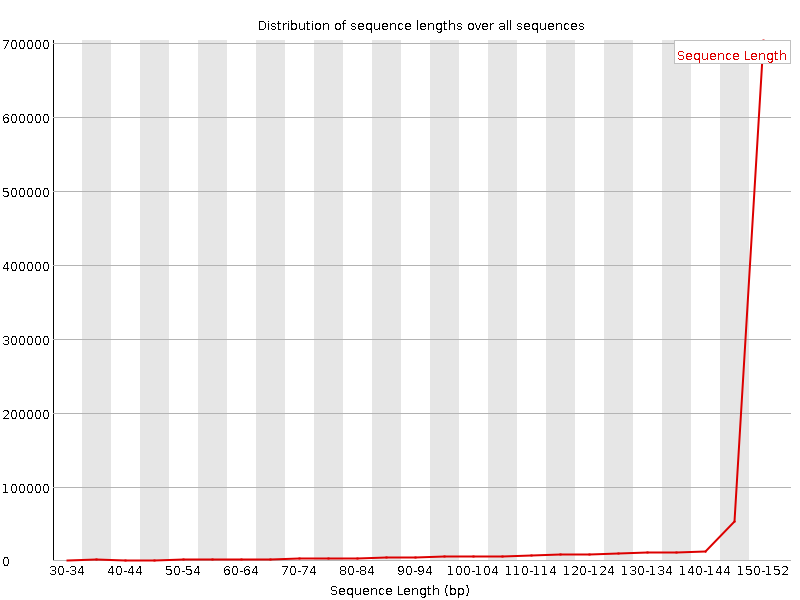 Distribution of sequence lengths over all sequences
Sequence Length
700000
600000
500000
400000
300000
200000
100000
0
30-34 40-44 50-54 60-64 70-74 80-84 90-94 100-104 110-114 120-124 130-134 140-144 150-152
Sequence Length (bp)